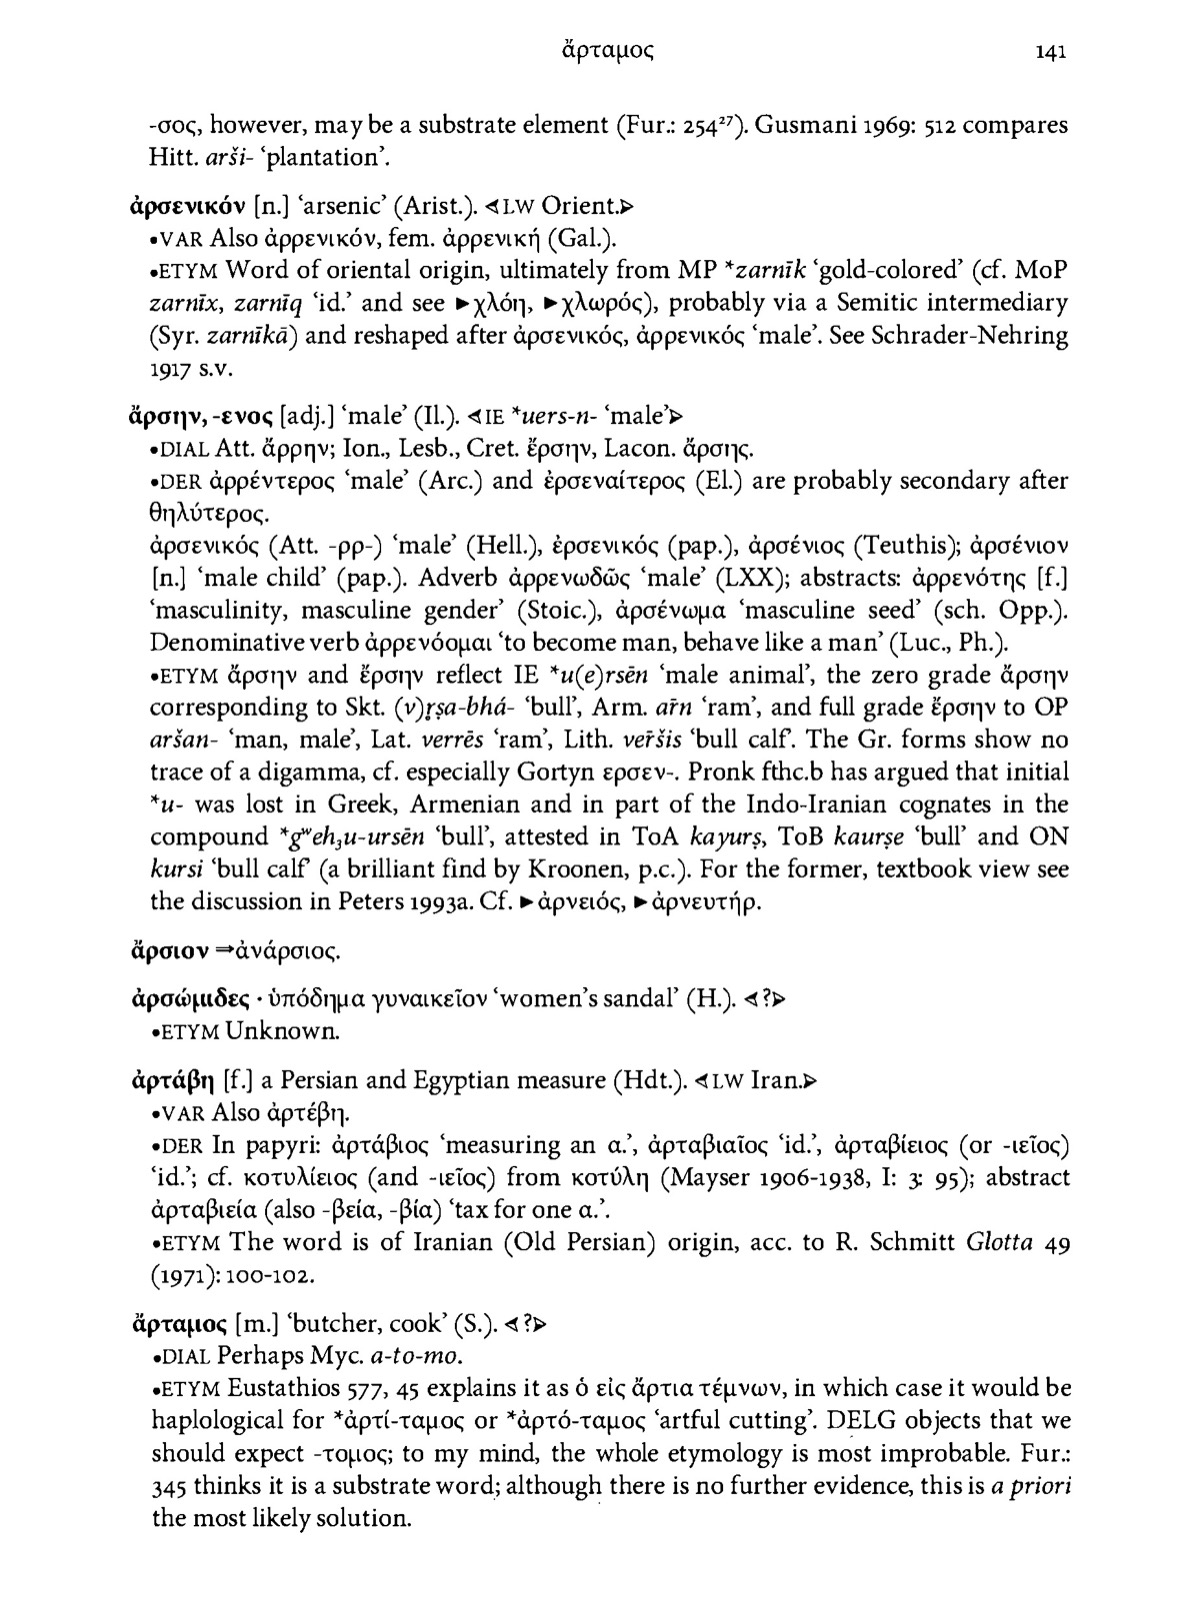 ἄρταμος 141
-σος, however, may be a substrate element (Fur.: 254²⁷). Gusmani 1969: 512 compares
Hitt. arši- ‘plantation’.
ἀρσενικόν [n.] ‘arsenic’ (Arist.). ⊲LW Orient.⊳
•VAR Also ἀρρενικόν, fem. ἀρρενική (Gal.).
•ETYM Word of oriental origin, ultimately from MP *zarnīk ‘gold-colored’ (cf. MoP
zarnīx, zarnīq ‘id.’ and see ►χλόη, ►χλωρός), probably via a Semitic intermediary
(Syr. zarnīkā) and reshaped after ἀρσενικός, ἀρρενικός ‘male’. See Schrader-Nehring
1917 s.v.
ἄρσην, -ενος [adj.] ‘male’ (Il.). ⊲IE *uers-n- ‘male’⊳
•DIAL Att. ἄρρην; Ion., Lesb., Cret. ἔρσην, Lacon. ἄρσης.
•DER ἀρρέντερος ‘male’ (Arc.) and ἐρσεναίτερος (El.) are probably secondary after
θηλύτερος.
ἀρσενικός (Att. -ρρ-) ‘male’ (Hell.), ἐρσενικός (pap.), ἀρσένιος (Teuthis); ἀρσένιον
[n.] ‘male child’ (pap.). Adverb ἀρρενωδῶς ‘male’ (LXX); abstracts: ἀρρενότης [f.]
‘masculinity, masculine gender’ (Stoic.), ἀρσένωμα ‘masculine seed’ (sch. Opp.).
Denominative verb ἀρρενόομαι ‘to become man, behave like a man’ (Luc., Ph.).
•ETYM ἄρσην and ἔρσην reflect IE *u(e)rsēn ‘male animal’, the zero grade ἄρσην
corresponding to Skt. (v)ṛṣa-bhá- ‘bull’, Arm. aṙn ‘ram’, and full grade ἔρσην to OP
aršan- ‘man, male’, Lat. verrēs ‘ram’, Lith. ver̃šis ‘bull calf’. The Gr. forms show no
trace of a digamma, cf. especially Gortyn ερσεν-. Pronk fthc.b has argued that initial
*u- was lost in Greek, Armenian and in part of the Indo-Iranian cognates in the
compound *gʷeh₃u-ursēn ‘bull’, attested in ToA kayurṣ, ToB kaurṣe ‘bull’ and ON
kursi ‘bull calf’ (a brilliant find by Kroonen, p.c.). For the former, textbook view see
the discussion in Peters 1993a. Cf. ►ἀρνειός, ►ἀρνευτήρ.
ἄρσιον ⇒ἀνάρσιος.
ἀρσώμιδες · ὑπόδημα γυναικεῖον ‘women’s sandal’ (H.). ⊲?⊳
•ETYM Unknown.
ἀρτάβη [f.] a Persian and Egyptian measure (Hdt.). ⊲LW Iran.⊳
•VAR Also ἀρτέβη.
•DER In papyri: ἀρτάβιος ‘measuring an α.’, ἀρταβιαῖος ‘id.’, ἀρταβίειος (or -ιεῖος)
‘id.’; cf. κοτυλίειος (and -ιεῖος) from κοτύλη (Mayser 1906-1938, I: 3: 95); abstract
ἀρταβιεία (also -βεία, -βία) ‘tax for one α.’.
•ETYM The word is of Iranian (Old Persian) origin, acc. to R. Schmitt Glotta 49
(1971): 100-102.
ἄρταμος [m.] ‘butcher, cook’ (S.). ⊲?⊳
•DIAL Perhaps Myc. a-to-mo.
•ETYM Eustathios 577, 45 explains it as ὁ εἰς ἄρτια τέμνων, in which case it would be
haplological for *ἀρτί-ταμος or *ἀρτό-ταμος ‘artful cutting’. DELG objects that we
should expect -τομος; to my mind, the whole etymology is most improbable. Fur.:
345 thinks it is a substrate word; although there is no further evidence, this is a priori
the most likely solution.